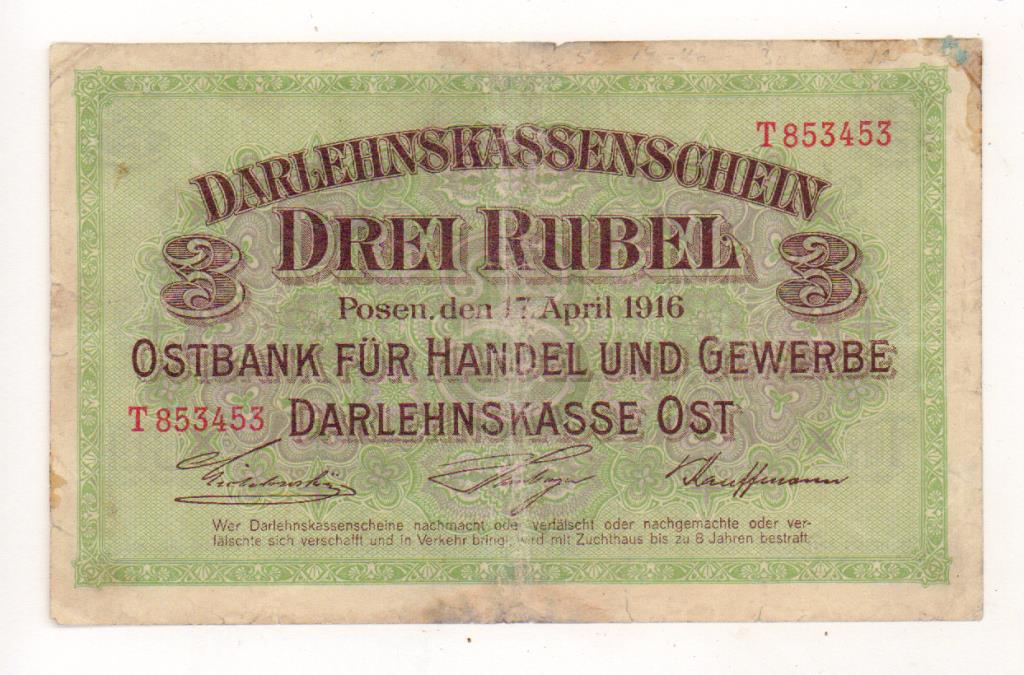 T853453
DARLEHNSKASSENSCHEIN
DREI RUBEL
3 3
Posen, den 17. April 1916
OSTBANK FÜR HANDEL UND GEWERBE
T853453 DARLEHNSKASSE OST
Kauffmann
Wer Darlehnskassenscheine nachmacht oder verfälscht oder nachgemachte oder ver-
fälschte sich verschafft und in Verkehr bringt, wird mit Zuchthaus bis zu 8 Jahren bestraft.